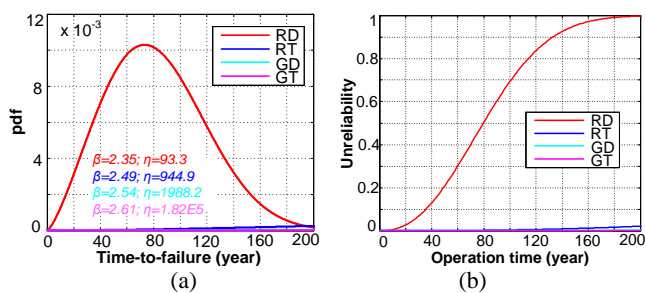 12
x 10⁻³
8
4
0
pdf
RD
RT
GD
GT
β=2.35; η=93.3
β=2.49; η=944.9
β=2.54; η=1988.2
β=2.61; η=1.82E5
0 40 80 120 160 200
Time-to-failure (year)
(a)
1
0.8
0.6
0.4
0.2
0
Unreliability
RD
RT
GD
GT
0 40 80 120 160 200
Operation time (year)
(b)